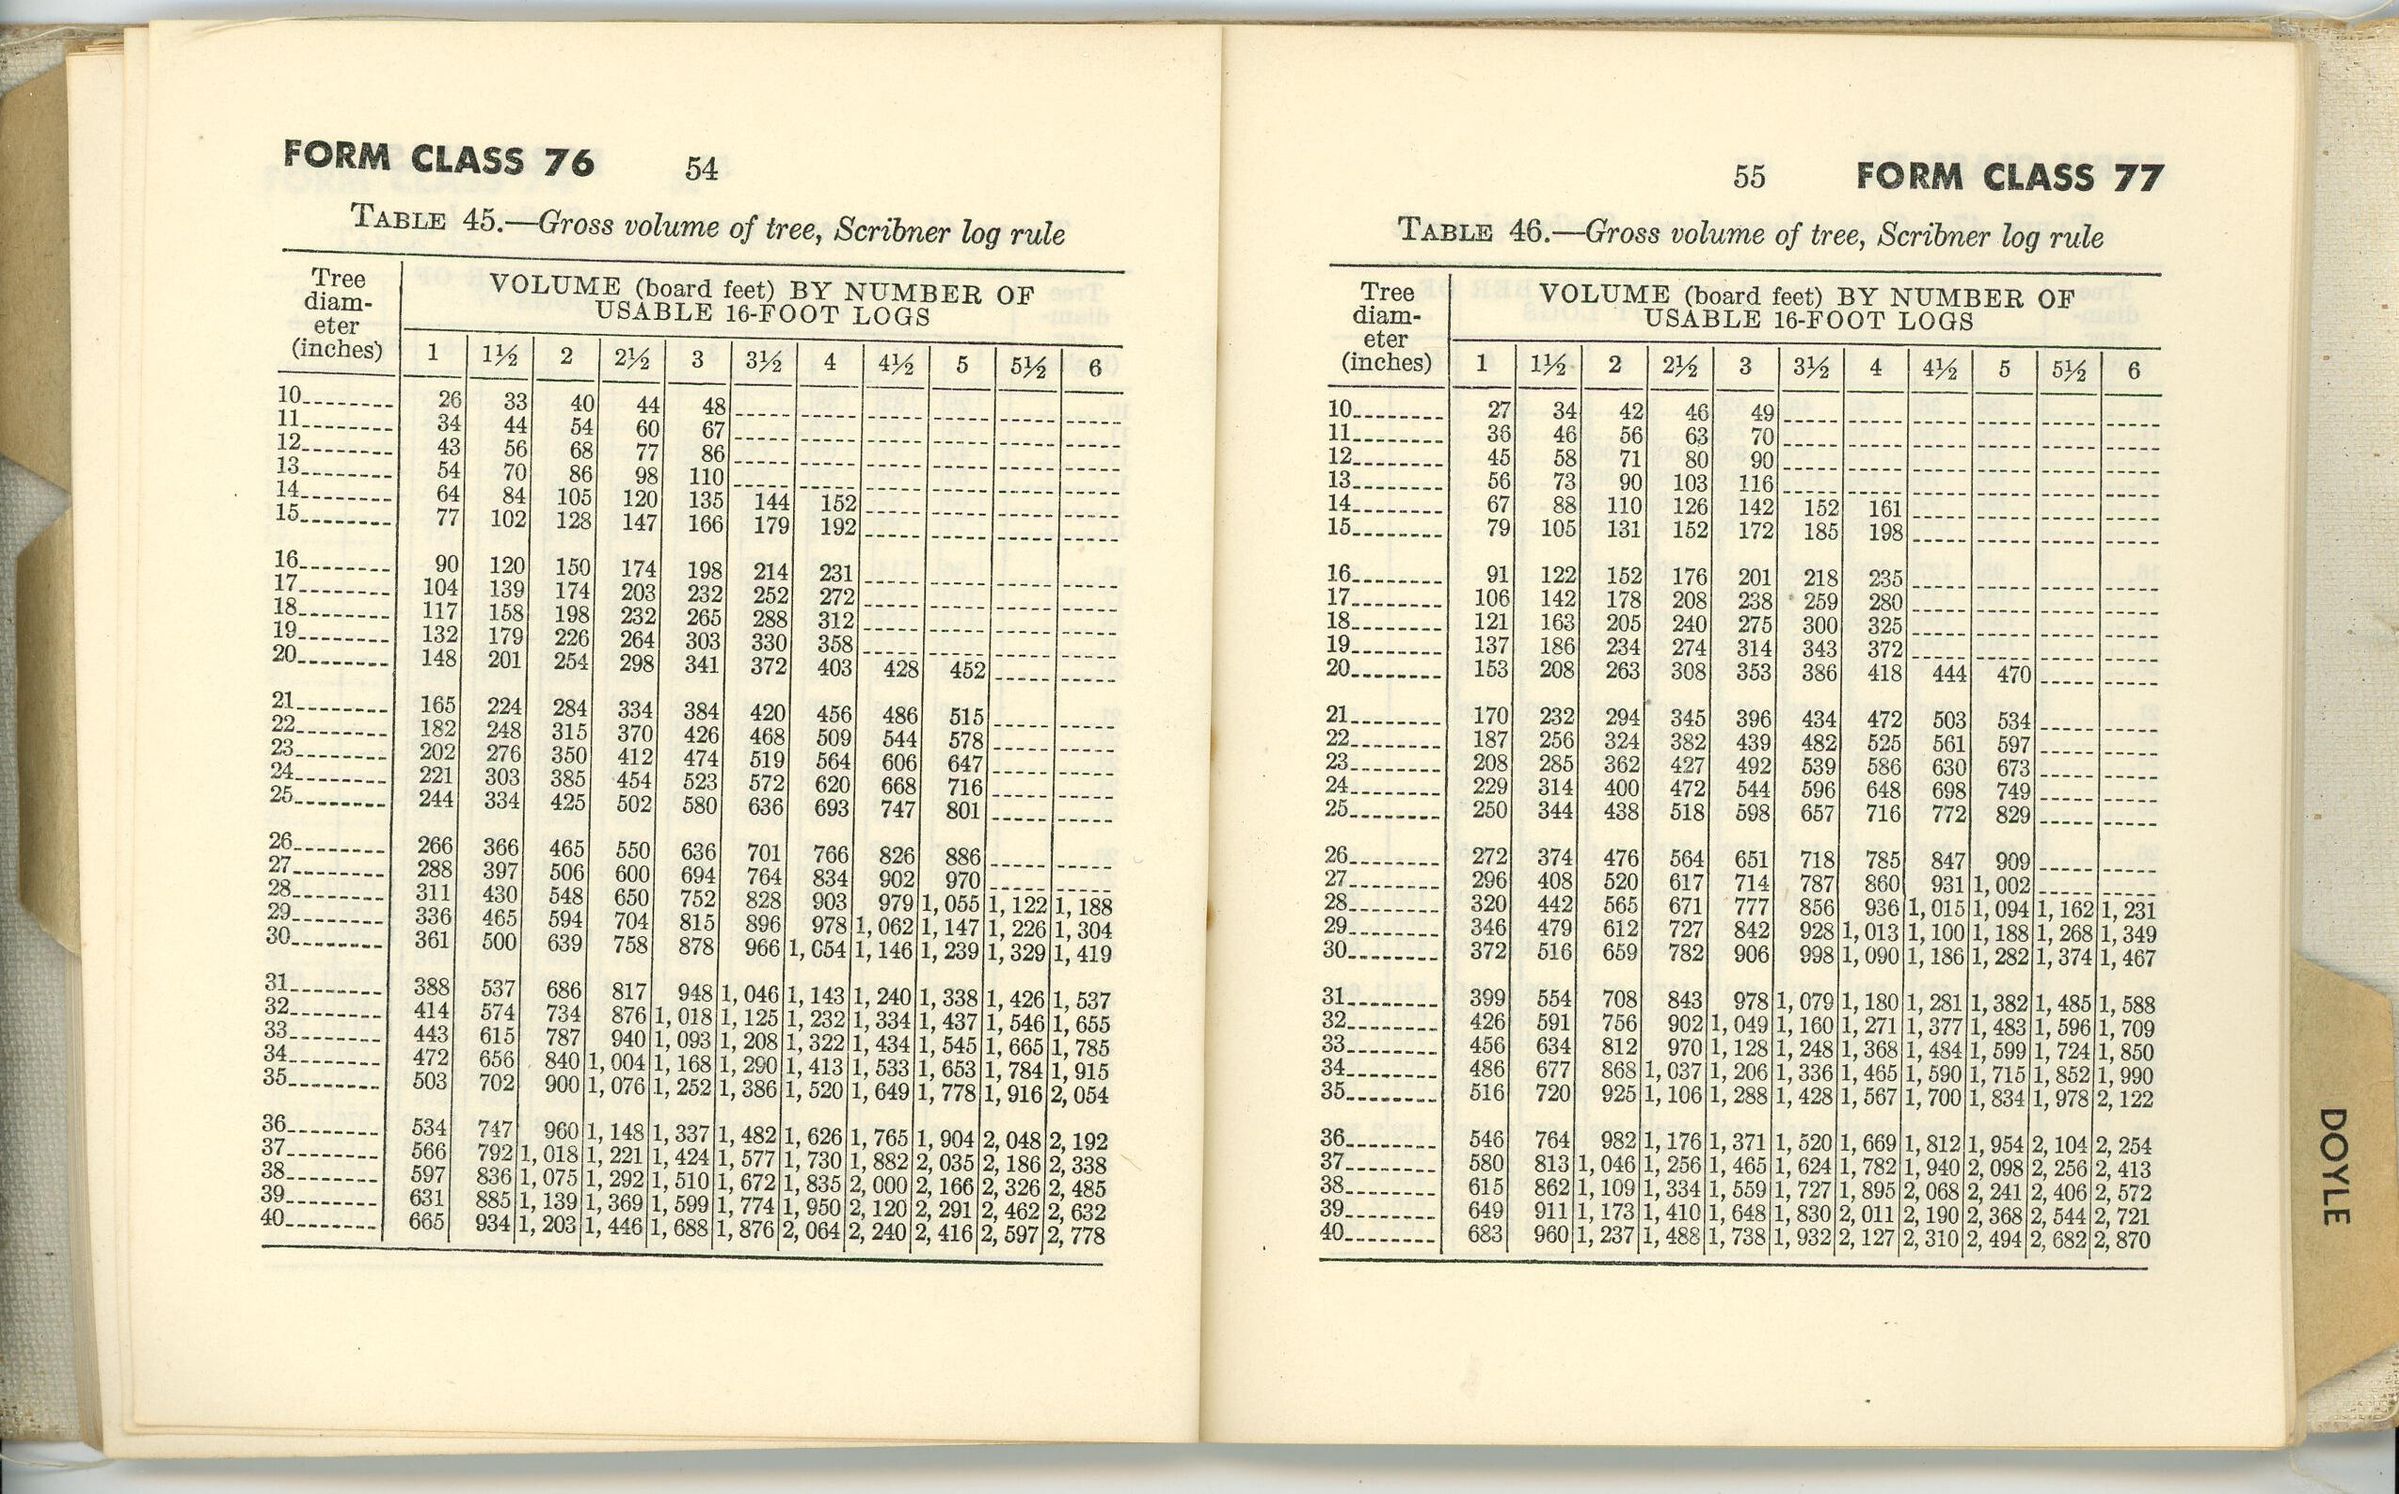 FORM CLASS 76 54
TABLE 45.—Gross volume of tree, Scribner log rule
Tree diam-eter (inches) VOLUME (board feet) BY NUMBER OF
USABLE 16-FOOT LOGS
1 1½ 2 2½ 3 3½ 4 4½ 5 5½ 6
10 26 33 40 44 48
11 34 44 54 60 67
12 43 56 68 77 86
13 54 70 86 98 110
14 64 84 105 120 135 144 152
15 77 102 128 147 166 179 192
16 90 120 150 174 198 214 231
17 104 139 174 203 232 252 272
18 117 158 198 232 265 288 312
19 132 179 226 264 303 330 358
20 148 201 254 298 341 372 403 428 452
21 165 224 284 334 384 420 456 486 515
22 182 248 315 370 426 468 509 544 578
23 202 276 350 412 474 519 564 606 647
24 221 303 385 454 523 572 620 668 716
25 244 334 425 502 580 636 693 747 801
26 266 366 465 550 636 701 766 826 886
27 288 397 506 600 694 764 834 902 970
28 311 430 548 650 752 828 903 979 1,055 1,122 1,188
29 336 465 594 704 815 896 978 1,062 1,147 1,226 1,304
30 361 500 639 758 878 966 1,054 1,146 1,239 1,329 1,419
31 388 537 686 817 948 1,046 1,143 1,240 1,338 1,426 1,537
32 414 574 734 876 1,018 1,125 1,232 1,334 1,437 1,546 1,655
33 443 615 787 940 1,093 1,208 1,322 1,434 1,545 1,665 1,785
34 472 656 840 1,004 1,168 1,290 1,413 1,533 1,653 1,784 1,915
35 503 702 900 1,076 1,252 1,386 1,520 1,649 1,778 1,916 2,054
36 534 747 960 1,148 1,337 1,482 1,626 1,765 1,904 2,048 2,192
37 566 792 1,018 1,221 1,424 1,577 1,730 1,882 2,035 2,186 2,338
38 597 836 1,075 1,292 1,510 1,672 1,835 2,000 2,166 2,326 2,485
39 631 885 1,139 1,369 1,599 1,774 1,950 2,120 2,291 2,462 2,632
40 665 934 1,203 1,446 1,688 1,876 2,064 2,240 2,416 2,597 2,778
55 FORM CLASS 77
TABLE 46.—Gross volume of tree, Scribner log rule
Tree diam-eter (inches) VOLUME (board feet) BY NUMBER OF
USABLE 16-FOOT LOGS
1 1½ 2 2½ 3 3½ 4 4½ 5 5½ 6
10 27 34 42 46 49
11 36 46 56 63 70
12 45 58 71 80 90
13 56 73 90 103 116
14 67 88 110 126 142 152 161
15 79 105 131 152 172 185 198
16 91 122 152 176 201 218 235
17 106 142 178 208 238 259 280
18 121 163 205 240 275 300 325
19 137 186 234 274 314 343 372
20 153 208 263 308 353 386 418 444 470
21 170 232 294 345 396 434 472 503 534
22 187 256 324 382 439 482 525 561 597
23 208 285 362 427 492 539 586 630 673
24 229 314 400 472 544 596 648 698 749
25 250 344 438 518 598 657 716 772 829
26 272 374 476 564 651 718 785 847 909
27 296 408 520 617 714 787 860 931 1,002
28 320 442 565 671 777 856 936 1,015 1,094 1,162 1,231
29 346 479 612 727 842 928 1,013 1,100 1,188 1,268 1,349
30 372 516 659 782 906 998 1,090 1,186 1,282 1,374 1,467
31 399 554 708 843 978 1,079 1,180 1,281 1,382 1,485 1,588
32 426 591 756 902 1,049 1,160 1,271 1,377 1,483 1,596 1,709
33 456 634 812 970 1,128 1,248 1,368 1,484 1,599 1,724 1,850
34 486 677 868 1,037 1,206 1,336 1,465 1,590 1,715 1,852 1,990
35 516 720 925 1,106 1,288 1,428 1,567 1,700 1,834 1,978 2,122
36 546 764 982 1,176 1,371 1,520 1,669 1,812 1,954 2,104 2,254
37 580 813 1,046 1,256 1,465 1,624 1,782 1,940 2,098 2,256 2,413
38 615 862 1,109 1,334 1,559 1,727 1,895 2,068 2,241 2,406 2,572
39 649 911 1,173 1,410 1,648 1,830 2,011 2,190 2,368 2,544 2,721
40 683 960 1,237 1,488 1,738 1,932 2,127 2,310 2,494 2,682 2,870
DOYLE